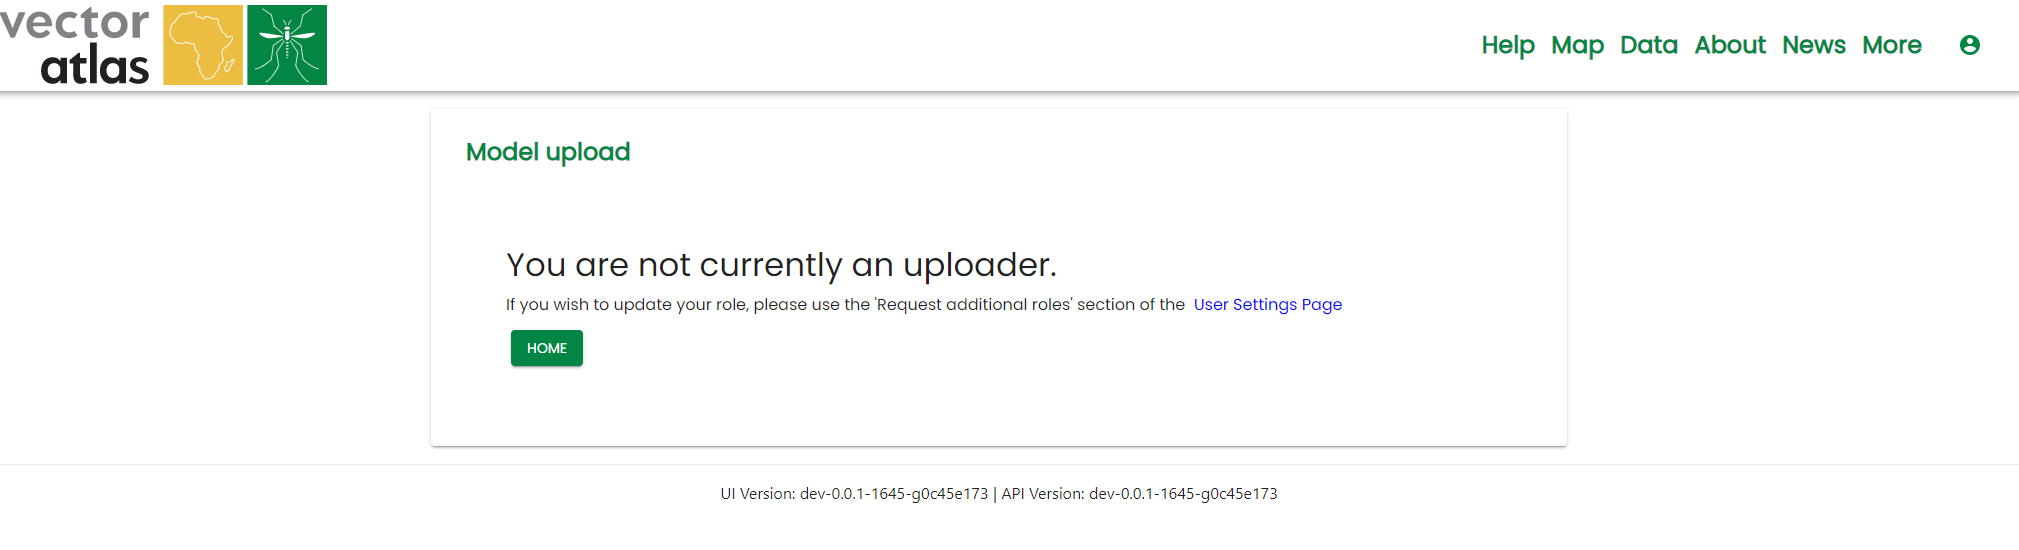 vector
atlas
Help Map Data About News More
Model upload
You are not currently an uploader.
If you wish to update your role, please use the 'Request additional roles' section of the User Settings Page
HOME
UI Version: dev-0.0.1-1645-g0c45e173 | API Version: dev-0.0.1-1645-g0c45e173